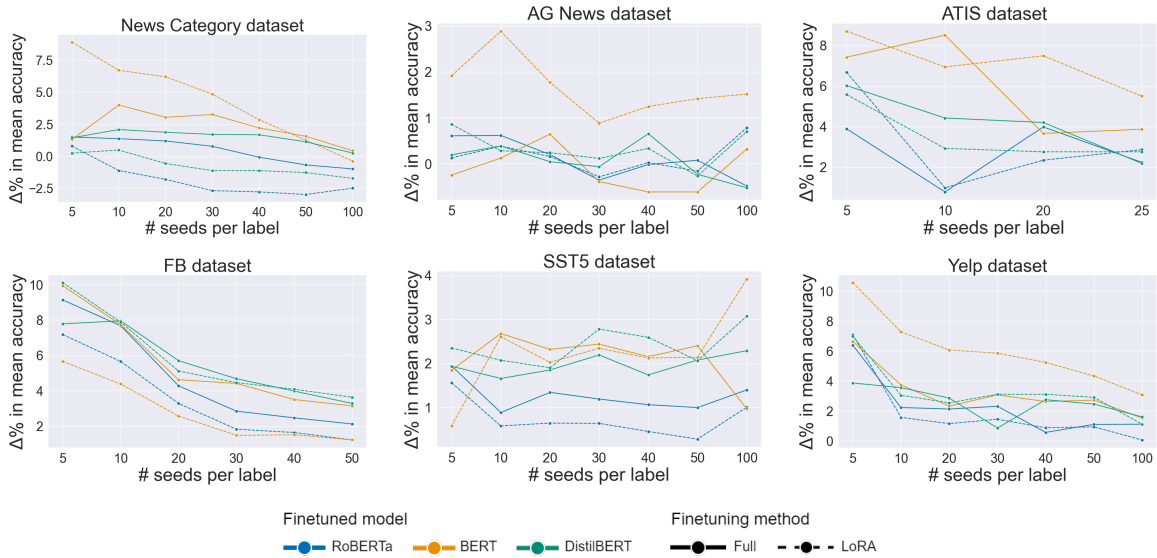 News Category dataset
Δ% in mean accuracy
7.5
5.0
2.5
0.0
−2.5
5 10 20 30 40 50 100
# seeds per label
AG News dataset
Δ% in mean accuracy
3
2
1
0
5 10 20 30 40 50 100
# seeds per label
ATIS dataset
Δ% in mean accuracy
8
6
4
2
5 10 20 25
# seeds per label
FB dataset
Δ% in mean accuracy
10
8
6
4
2
5 10 20 30 40 50
# seeds per label
SST5 dataset
Δ% in mean accuracy
4
3
2
1
5 10 20 30 40 50 100
# seeds per label
Yelp dataset
Δ% in mean accuracy
10
8
6
4
2
0
5 10 20 30 40 50 100
# seeds per label
Finetuned model
RoBERTa BERT DistilBERT
Finetuning method
Full LoRA